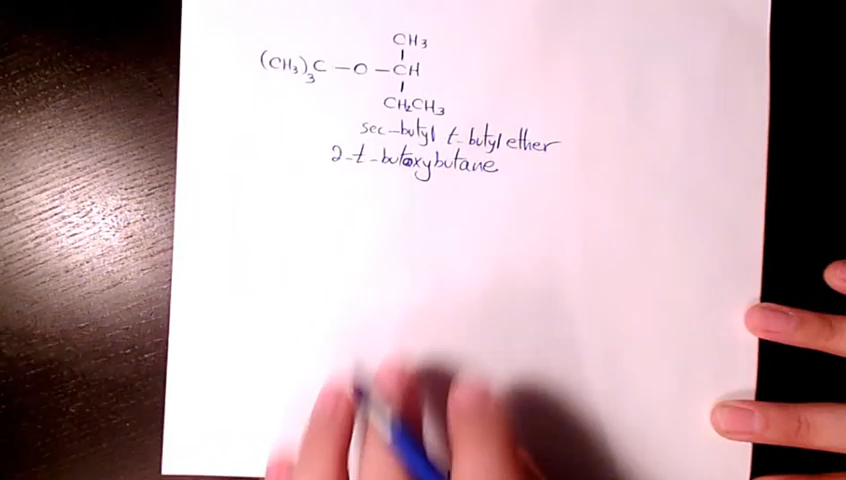 CH₃
(CH₃)₃C — O — CH
CH₂CH₃
sec-butyl t-butyl ether
2-t-butoxybutane